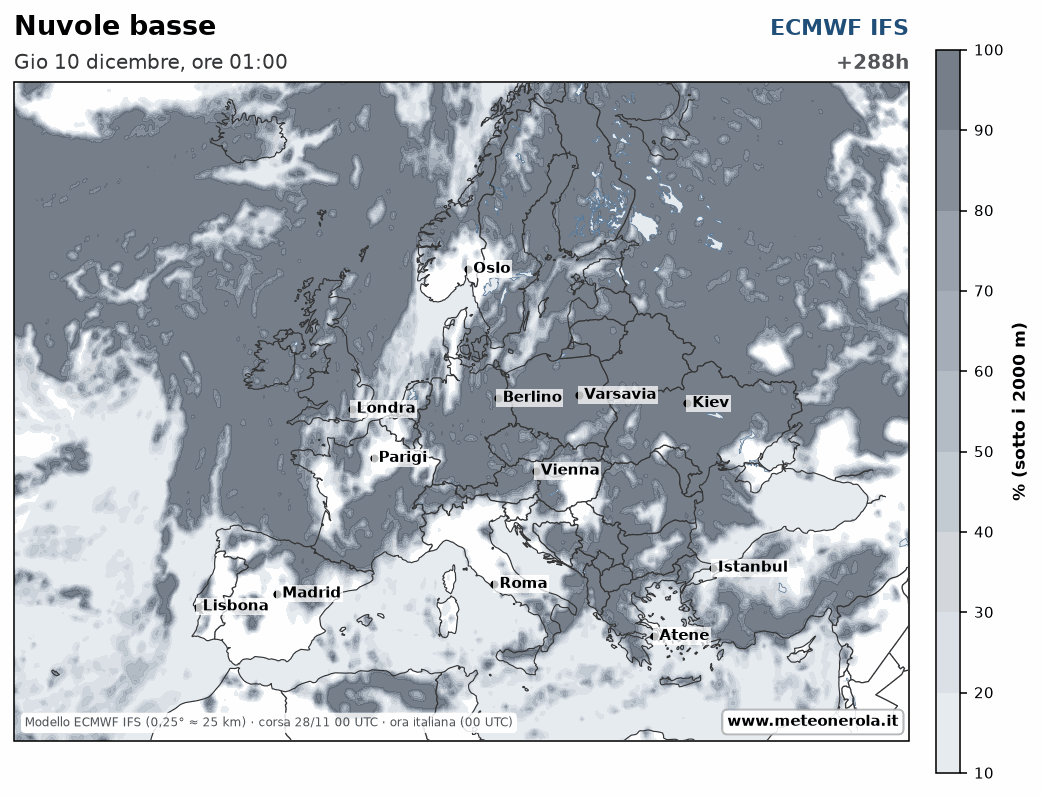 Nuvole basse
ECMWF IFS
Gio 10 dicembre, ore 01:00
+288h
100
90
80
70
60
50
40
30
20
10
% (sotto i 2000 m)
Oslo
Berlino
Varsavia
Kiev
Londra
Parigi
Vienna
Istanbul
Roma
Madrid
Lisbona
Atene
Modello ECMWF IFS (0,25° ≈ 25 km) · corsa 28/11 00 UTC · ora italiana (00 UTC)
www.meteonerola.it